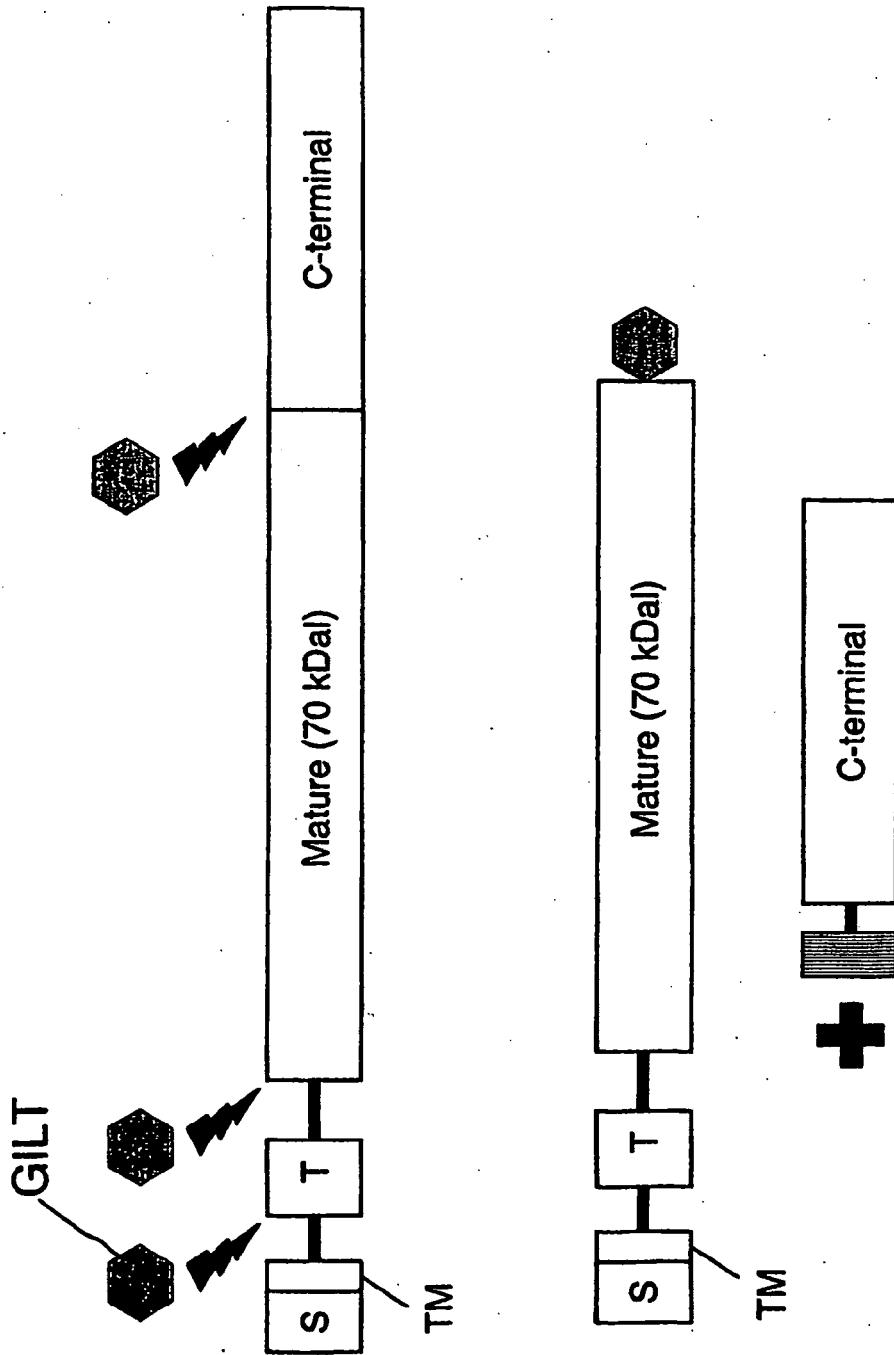 GILT
S
TM
T
Mature (70 kDal)
C-terminal
S
TM
T
Mature (70 kDal)
C-terminal